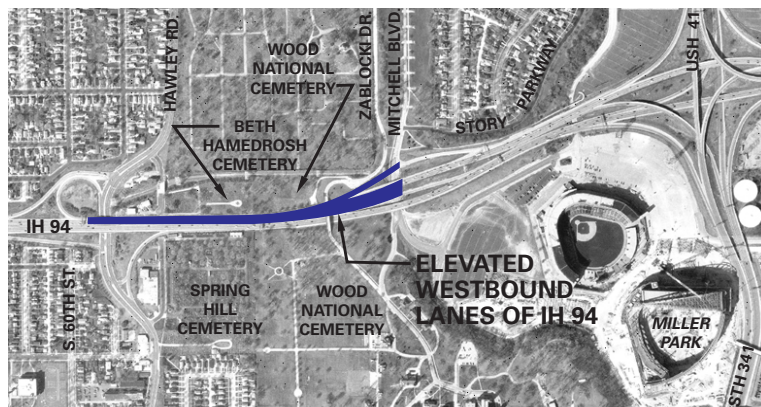 HAWLEY RD.
WOOD
NATIONAL
CEMETERY
ZABLOCKI DR.
MITCHELL BLVD.
STORY PARKWAY
USH 41
BETH
HAMEDROSH
CEMETERY
IH 94
S. 60TH ST.
SPRING
HILL
CEMETERY
WOOD
NATIONAL
CEMETERY
ELEVATED
WESTBOUND
LANES OF IH 94
MILLER
PARK
STH 341